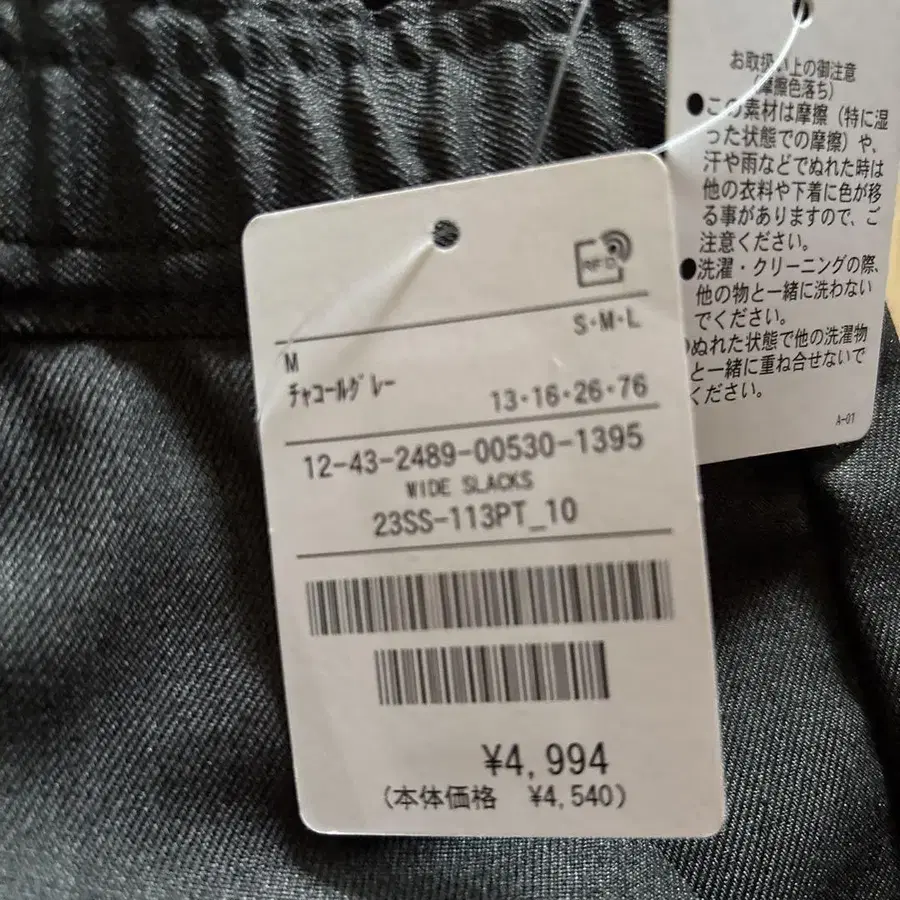 RFID
S・M・L
M
チャコールグレー
13・16・26・76
12-43-2489-00530-1395
WIDE SLACKS
23SS-113PT_10
¥4,994
(本体価格 ¥4,540)
お取扱い上の御注意
(摩擦色落ち)
●この素材は摩擦（特に湿
った状態での摩擦）や、
汗や雨などでぬれた時は
他の衣料や下着に色が移
る事がありますので、ご
注意ください。
●洗濯・クリーニングの際、
他の物と一緒に洗わない
でください。
●ぬれた状態で他の洗濯物
と一緒に重ね合せないで
ください。
A-01